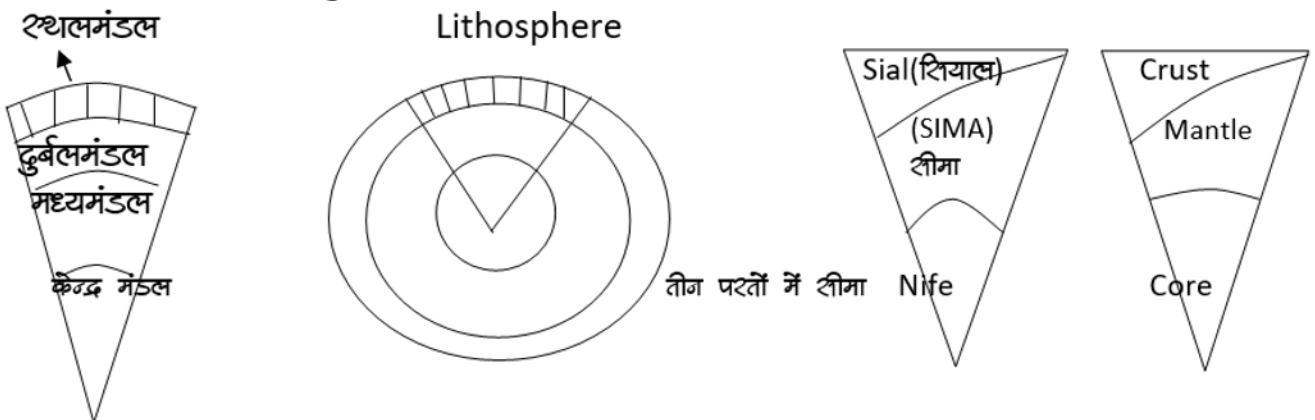 स्थलमंडल
दुर्बलमंडल
मध्यमंडल
केन्द्र मंडल
Lithosphere
तीन परतों में सीमा
Sial(सियाल)
(SIMA)
सीमा
Nife
Crust
Mantle
Core